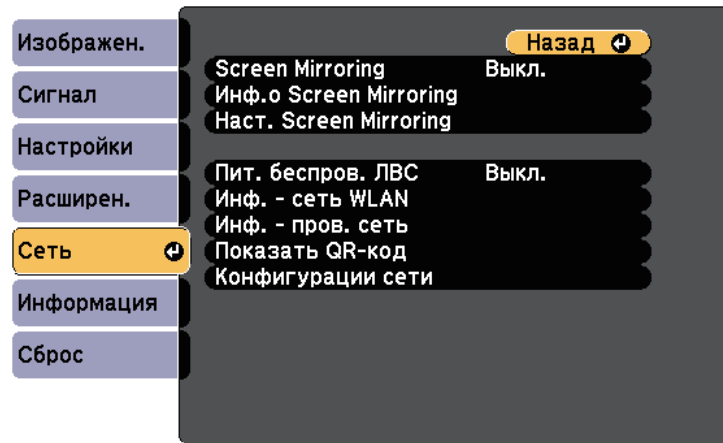 Изображен.
Сигнал
Настройки
Расширен.
Сеть
Информация
Сброс
Назад
Screen Mirroring Выкл.
Инф.о Screen Mirroring
Наст. Screen Mirroring
Пит. беспров. ЛВС Выкл.
Инф. - сеть WLAN
Инф. - пров. сеть
Показать QR-код
Конфигурации сети